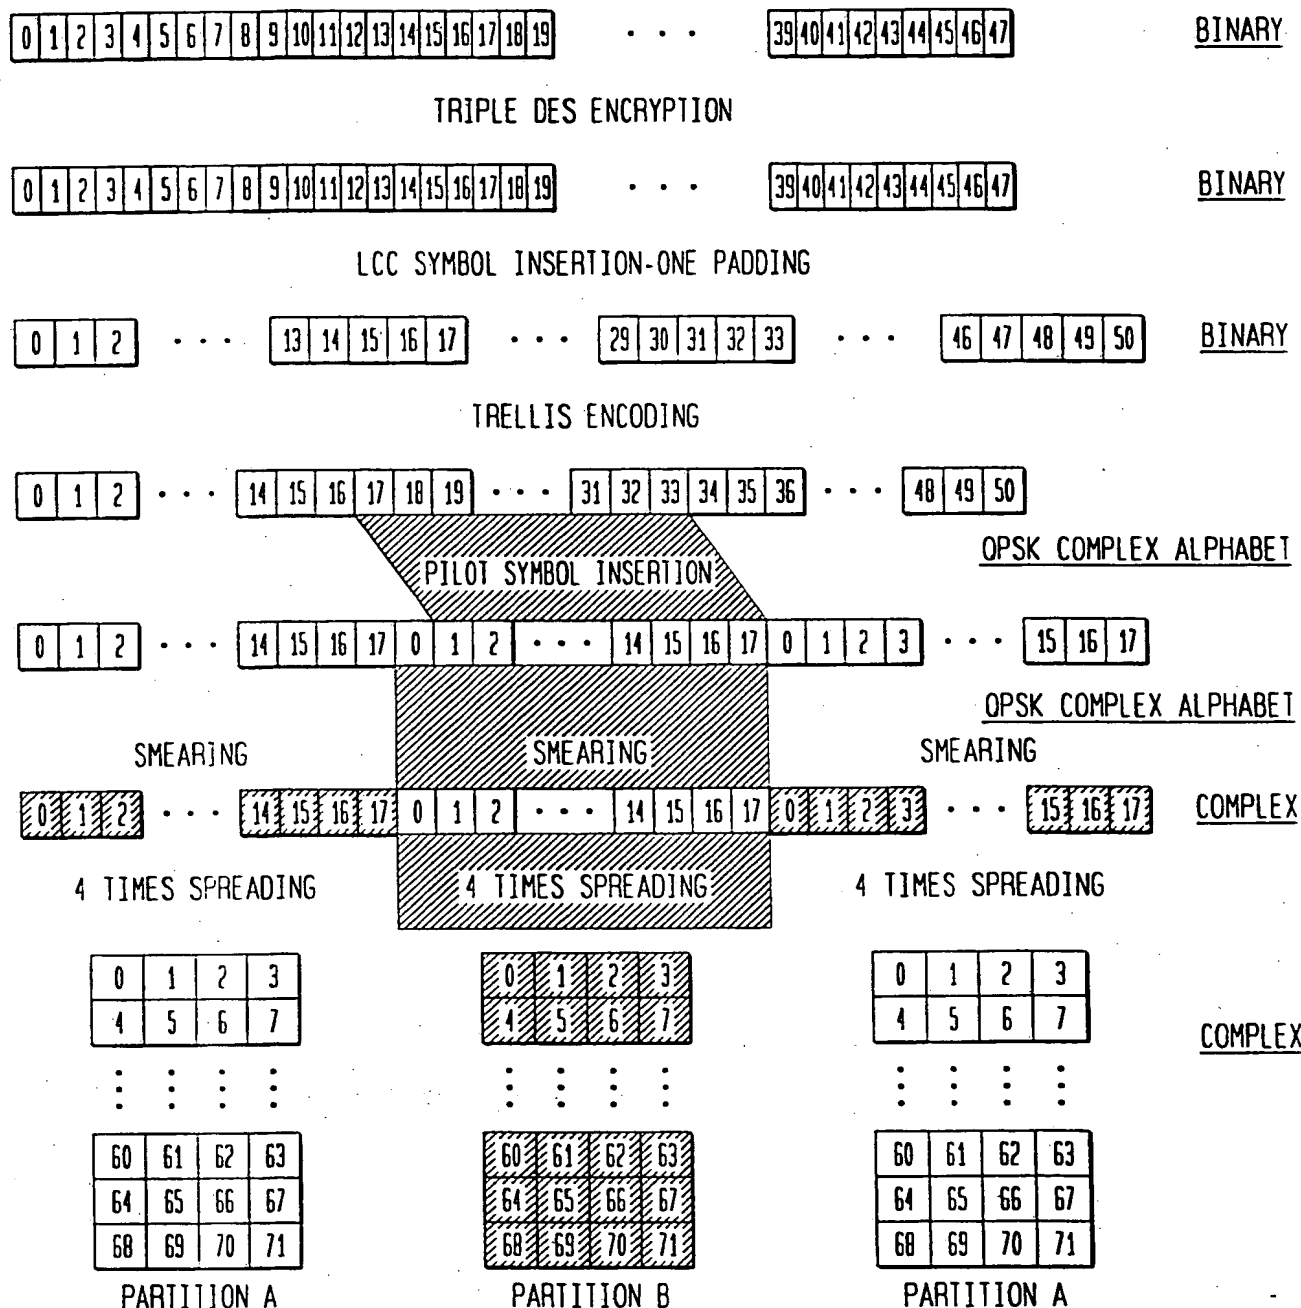 0 1 2 3 4 5 6 7 8 9 10 11 12 13 14 15 16 17 18 19 · · · 39 40 41 42 43 44 45 46 47 BINARY
TRIPLE DES ENCRYPTION
0 1 2 3 4 5 6 7 8 9 10 11 12 13 14 15 16 17 18 19 · · · 39 40 41 42 43 44 45 46 47 BINARY
LCC SYMBOL INSERTION-ONE PADDING
0 1 2 · · · 13 14 15 16 17 · · · 29 30 31 32 33 · · · 46 47 48 49 50 BINARY
TRELLIS ENCODING
0 1 2 · · · 14 15 16 17 18 19 · · · 31 32 33 34 35 36 · · · 48 49 50
QPSK COMPLEX ALPHABET
PILOT SYMBOL INSERTION
0 1 2 · · · 14 15 16 17 0 1 2 · · · 14 15 16 17 0 1 2 3 · · · 15 16 17
QPSK COMPLEX ALPHABET
SMEARING SMEARING SMEARING
0 1 2 · · · 14 15 16 17 0 1 2 · · · 14 15 16 17 0 1 2 3 · · · 15 16 17 COMPLEX
4 TIMES SPREADING 4 TIMES SPREADING 4 TIMES SPREADING
0 1 2 3 0 1 2 3 0 1 2 3
4 5 6 7 4 5 6 7 4 5 6 7
COMPLEX
60 61 62 63 60 61 62 63 60 61 62 63
64 65 66 67 64 65 66 67 64 65 66 67
68 69 70 71 68 69 70 71 68 69 70 71
PARTITION A PARTITION B PARTITION A